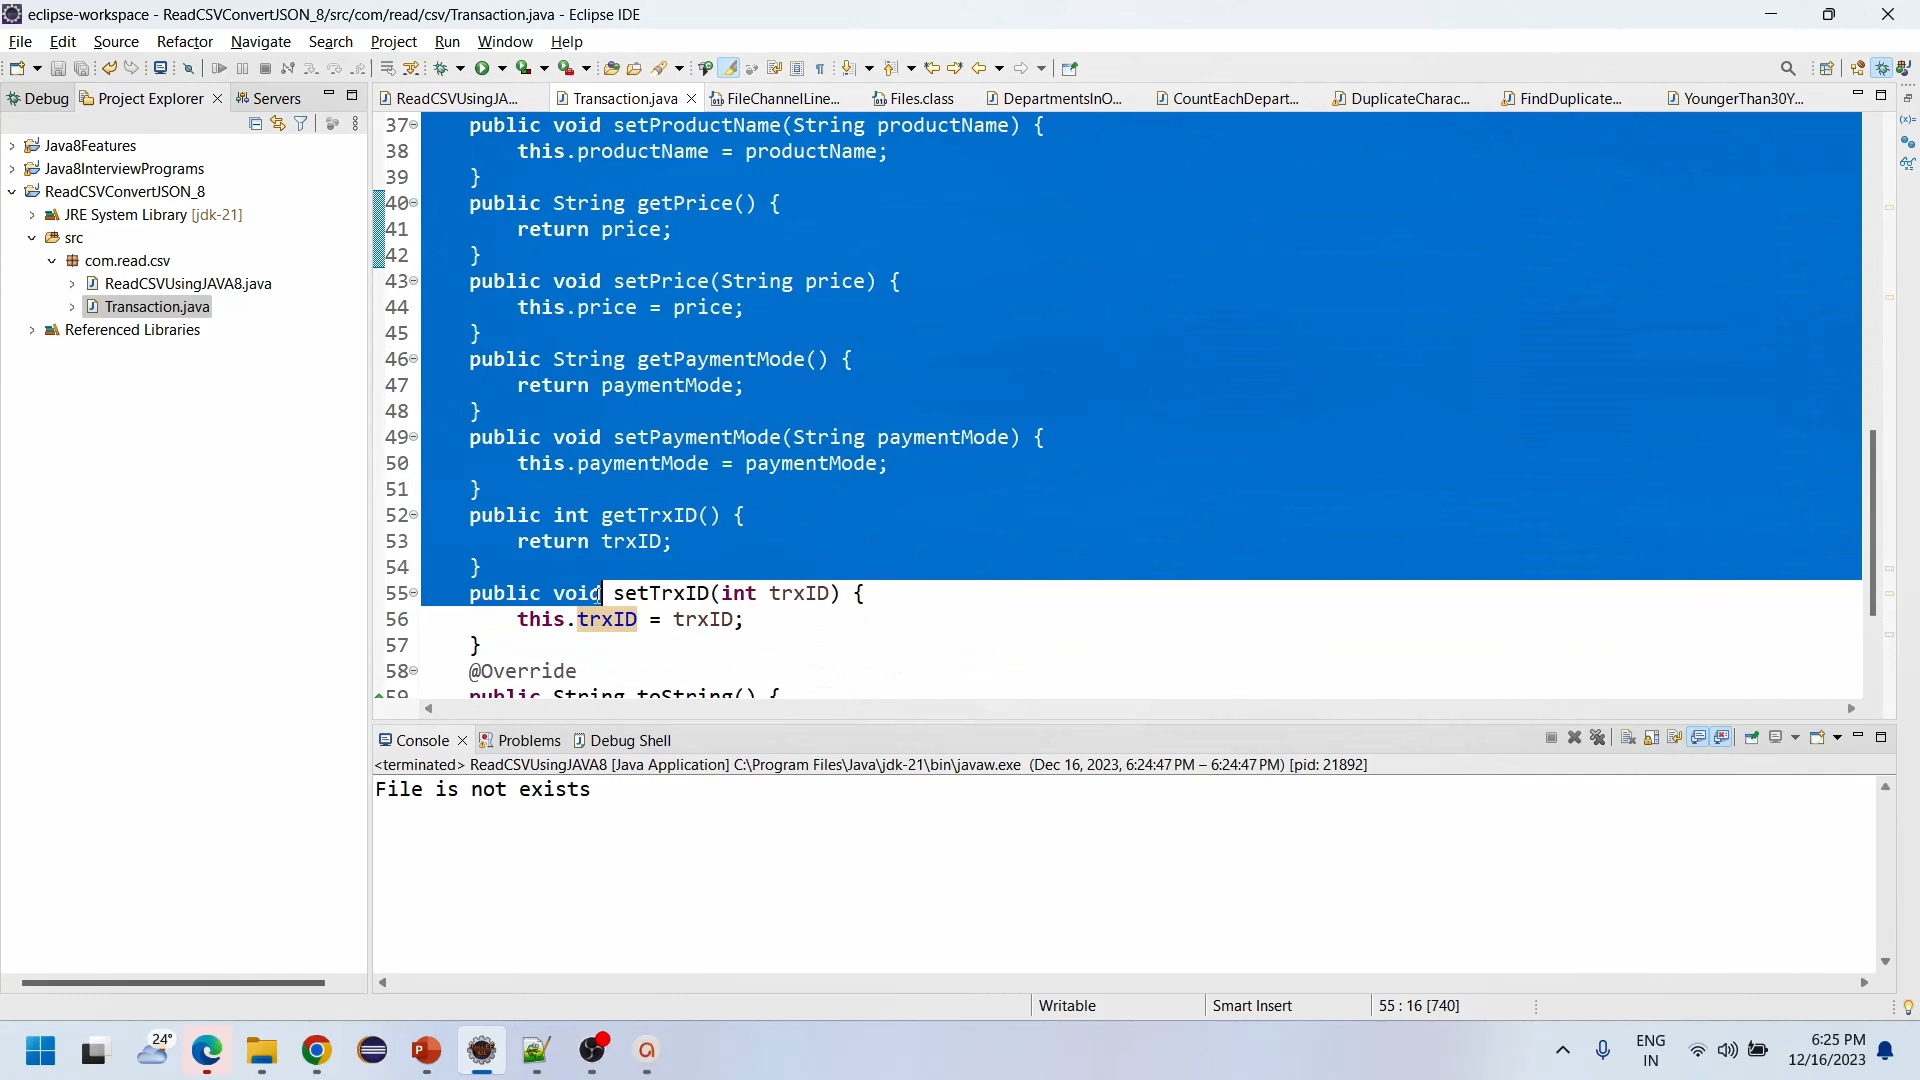 eclipse-workspace - ReadCSVConvertJSON_8/src/com/read/csv/Transaction.java - Eclipse IDE
File Edit Source Refactor Navigate Search Project Run Window Help
Debug Project Explorer Servers
ReadCSVUsingJA... Transaction.java FileChannelLine... Files.class DepartmentsInO... CountEachDepart... DuplicateCharac... FindDuplicate... YoungerThan30Y...
Java8Features
Java8InterviewPrograms
ReadCSVConvertJSON_8
JRE System Library [jdk-21]
src
com.read.csv
ReadCSVUsingJAVA8.java
Transaction.java
Referenced Libraries
37 public void setProductName(String productName) {
38 this.productName = productName;
39 }
40 public String getPrice() {
41 return price;
42 }
43 public void setPrice(String price) {
44 this.price = price;
45 }
46 public String getPaymentMode() {
47 return paymentMode;
48 }
49 public void setPaymentMode(String paymentMode) {
50 this.paymentMode = paymentMode;
51 }
52 public int getTrxID() {
53 return trxID;
54 }
55 public void setTrxID(int trxID) {
56 this.trxID = trxID;
57 }
58 @Override
59 public String toString() {
Console Problems Debug Shell
<terminated> ReadCSVUsingJAVA8 [Java Application] C:\Program Files\Java\jdk-21\bin\javaw.exe (Dec 16, 2023, 6:24:47 PM – 6:24:47 PM) [pid: 21892]
File is not exists
Writable Smart Insert 55 : 16 [740]
24°
ENG
IN
6:25 PM
12/16/2023